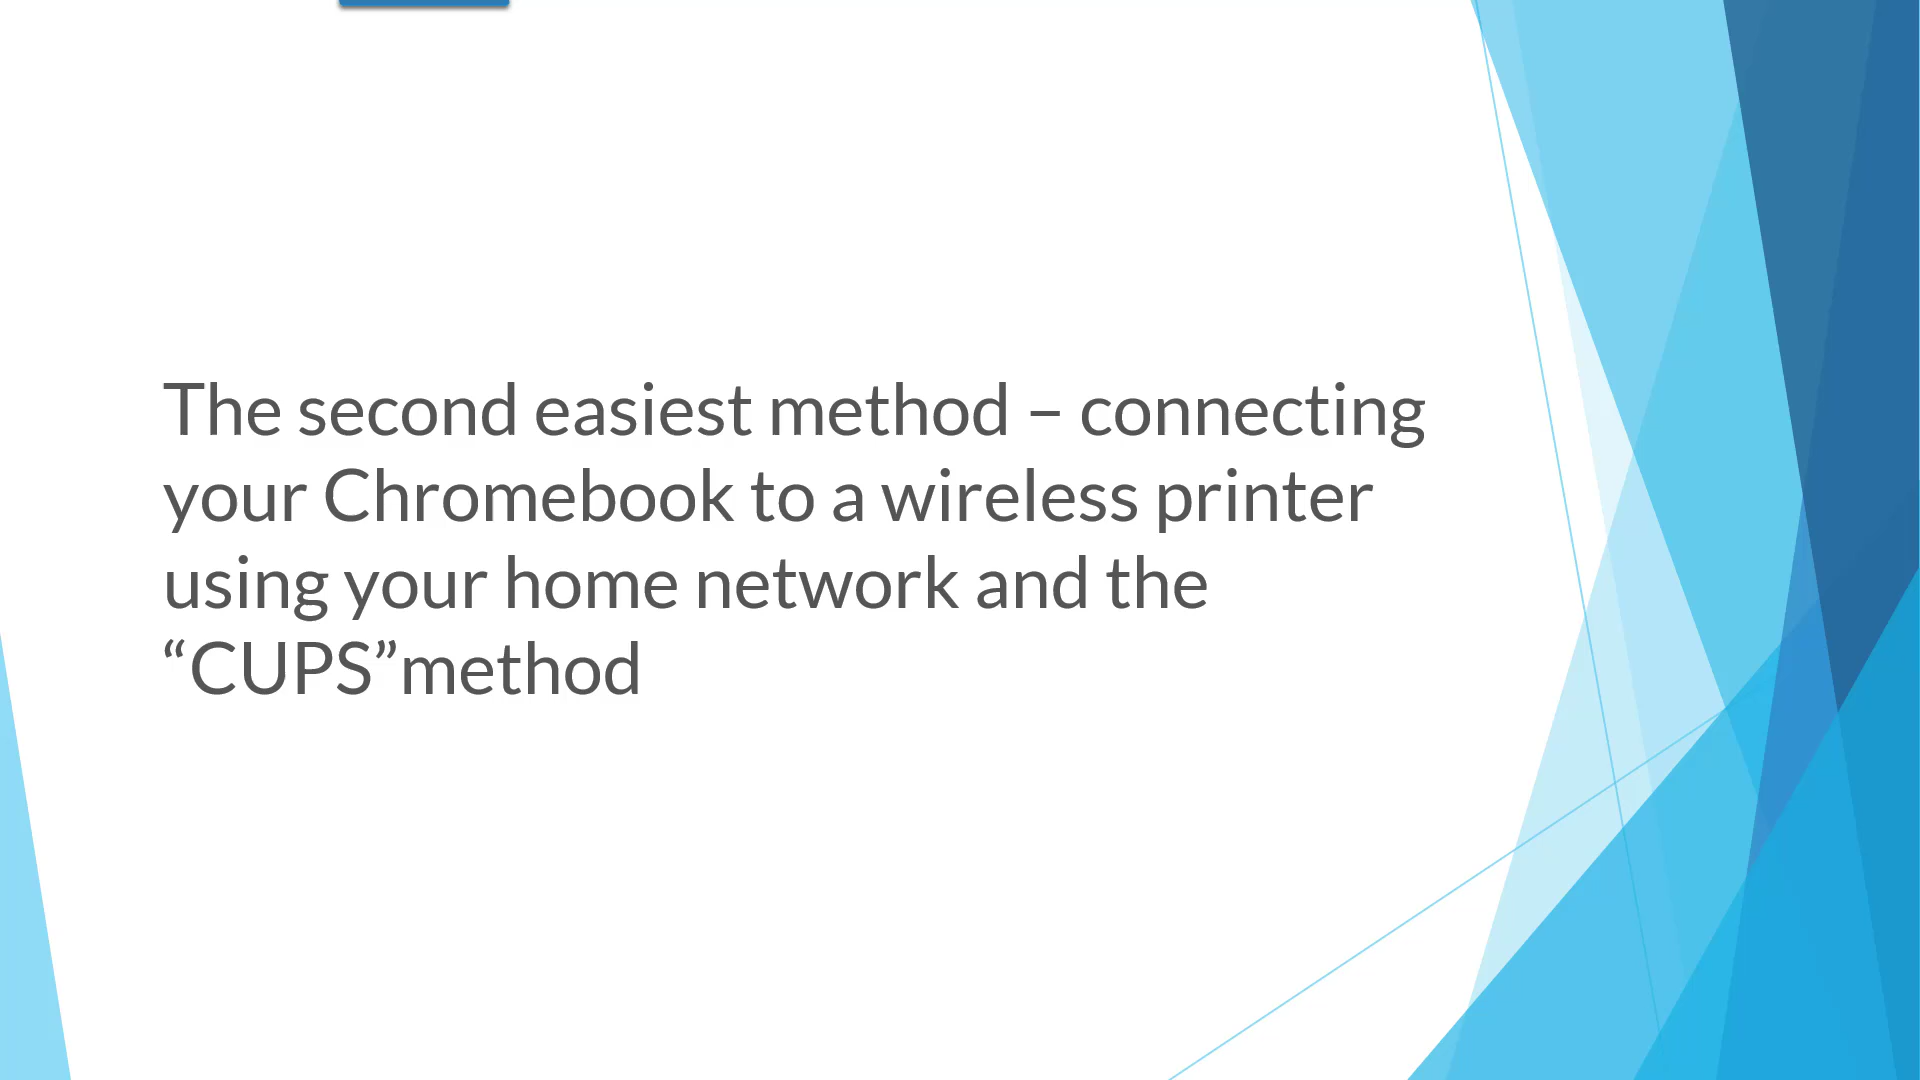 The second easiest method – connecting
your Chromebook to a wireless printer
using your home network and the
“CUPS”method